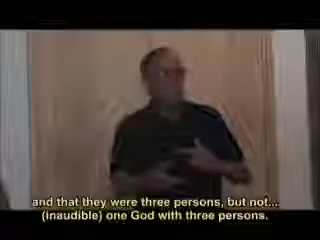 and that they were three persons, but not...
(inaudible) one God with three persons.